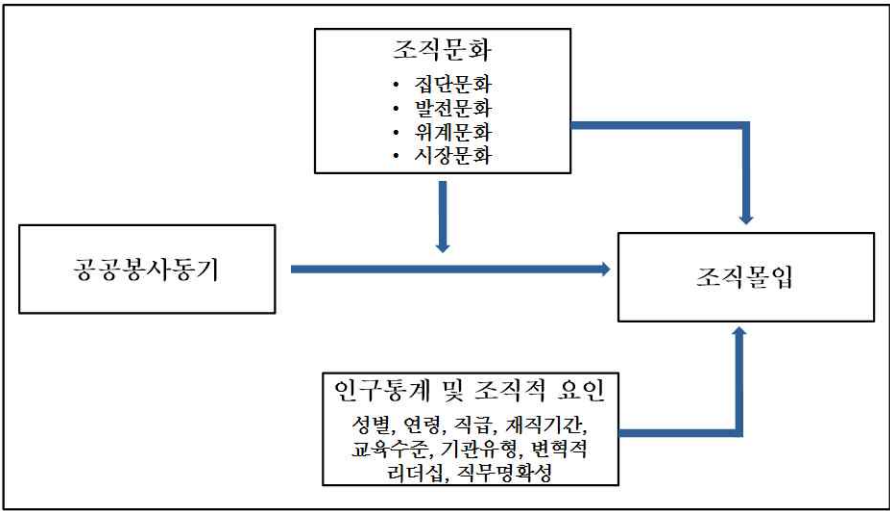 조직문화
• 집단문화
• 발전문화
• 위계문화
• 시장문화
공공봉사동기
조직몰입
인구통계 및 조직적 요인
성별, 연령, 직급, 재직기간,
교육수준, 기관유형, 변혁적
리더십, 직무명확성